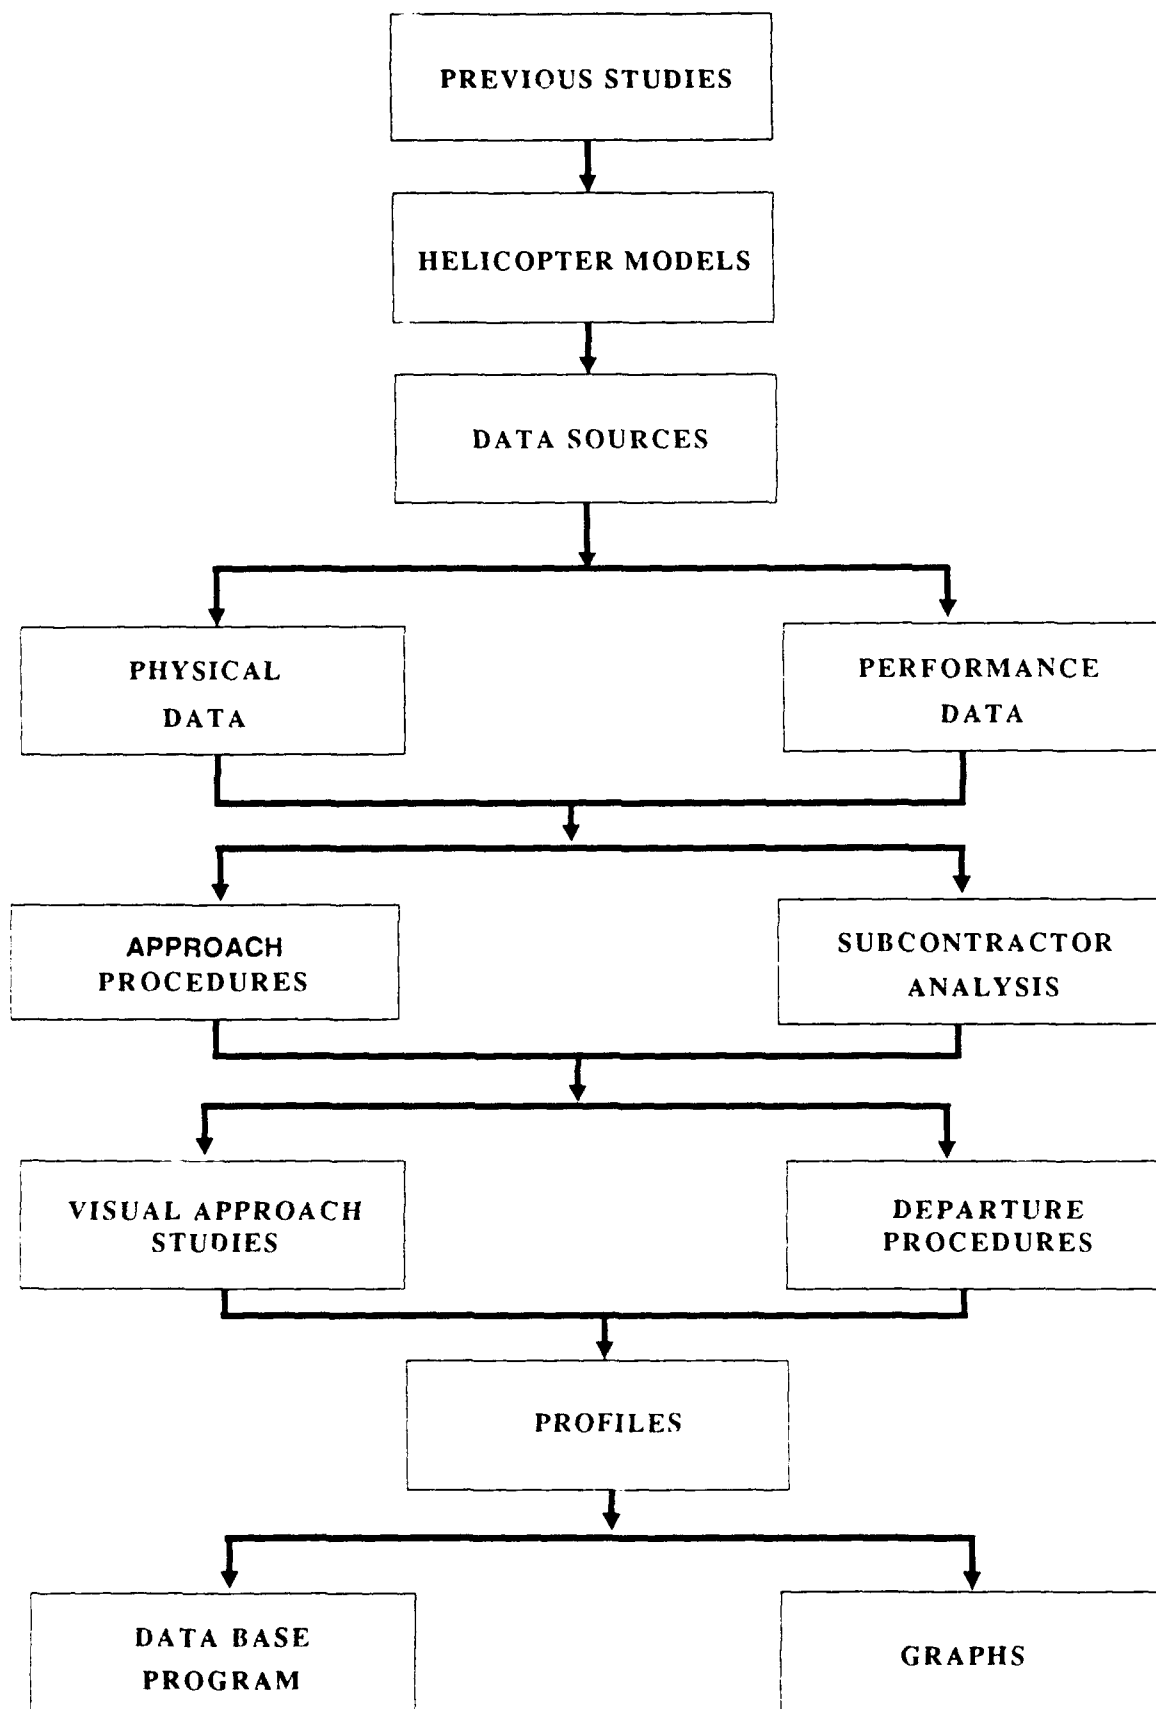 PREVIOUS STUDIES
HELICOPTER MODELS
DATA SOURCES
PHYSICAL
DATA
PERFORMANCE
DATA
APPROACH
PROCEDURES
SUBCONTRACTOR
ANALYSIS
VISUAL APPROACH
STUDIES
DEPARTURE
PROCEDURES
PROFILES
DATA BASE
PROGRAM
GRAPHS